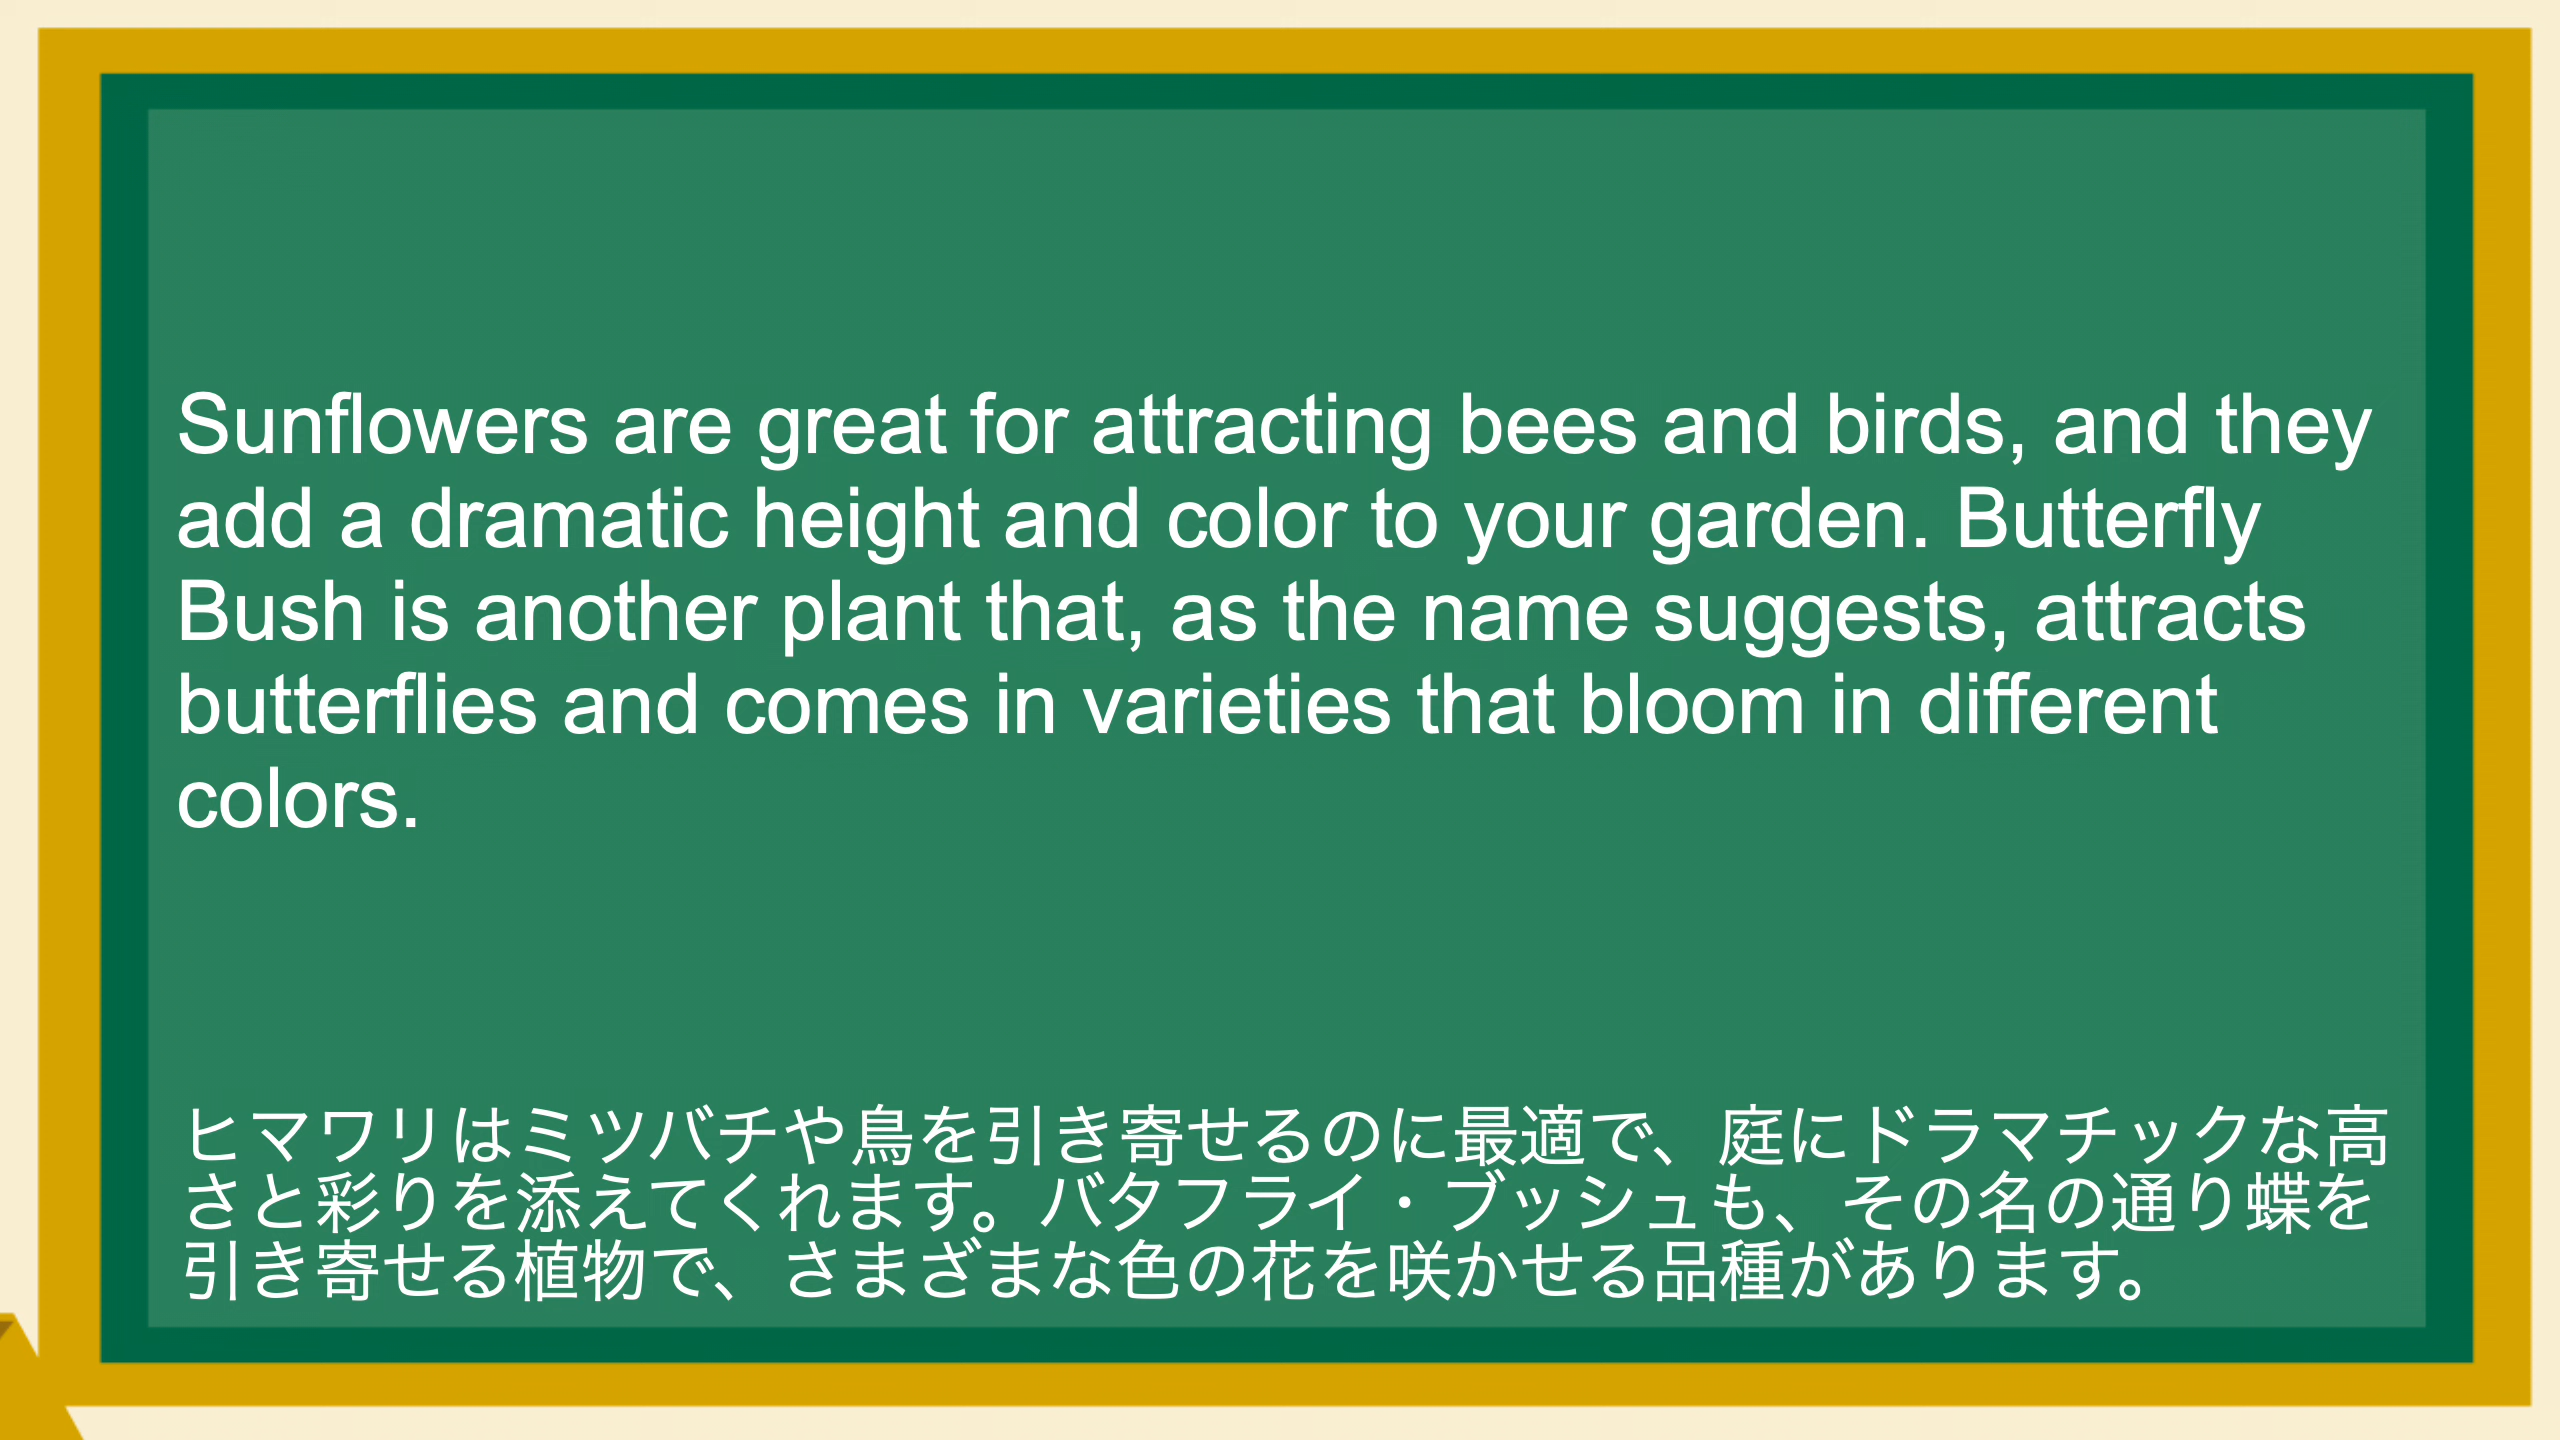 Sunflowers are great for attracting bees and birds, and they
add a dramatic height and color to your garden. Butterfly
Bush is another plant that, as the name suggests, attracts
butterflies and comes in varieties that bloom in different
colors.
ヒマワリはミツバチや鳥を引き寄せるのに最適で、庭にドラマチックな高
さと彩りを添えてくれます。バタフライ・ブッシュも、その名の通り蝶を
引き寄せる植物で、さまざまな色の花を咲かせる品種があります。